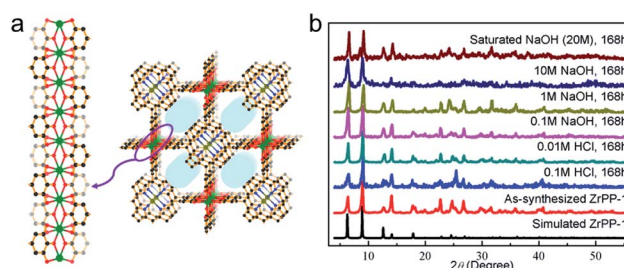 a
b
Saturated NaOH (20M), 168h
10M NaOH, 168h
1M NaOH, 168h
0.1M NaOH, 168h
0.01M HCl, 168h
0.1M HCl, 168h
As-synthesized ZrPP-1
Simulated ZrPP-1
10 20 30 40 50
2θ (Degree)